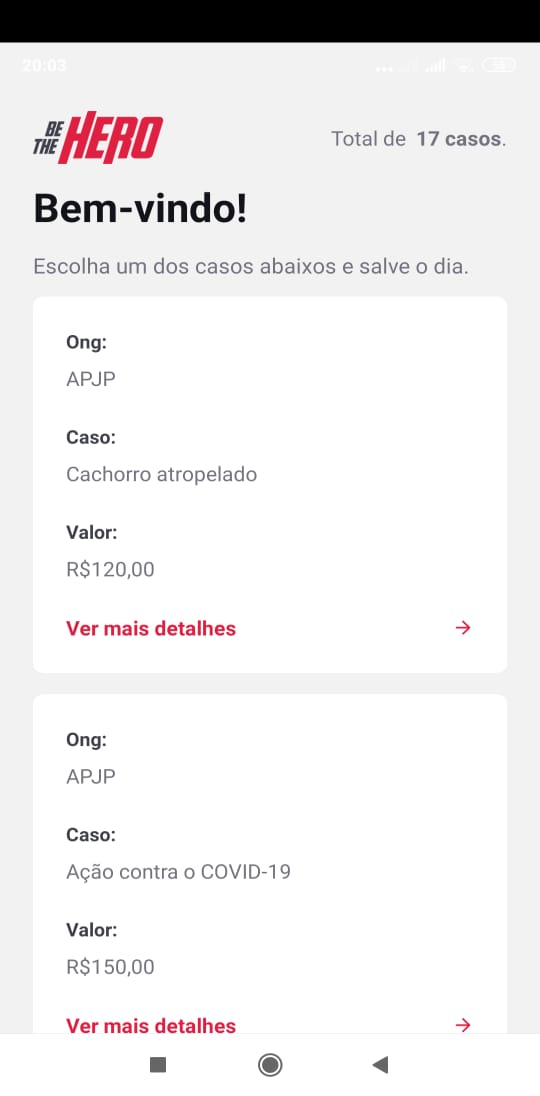 20:03
BE THE HERO
Total de 17 casos.
Bem-vindo!
Escolha um dos casos abaixos e salve o dia.
Ong:
APJP
Caso:
Cachorro atropelado
Valor:
R$120,00
Ver mais detalhes
Ong:
APJP
Caso:
Ação contra o COVID-19
Valor:
R$150,00
Ver mais detalhes